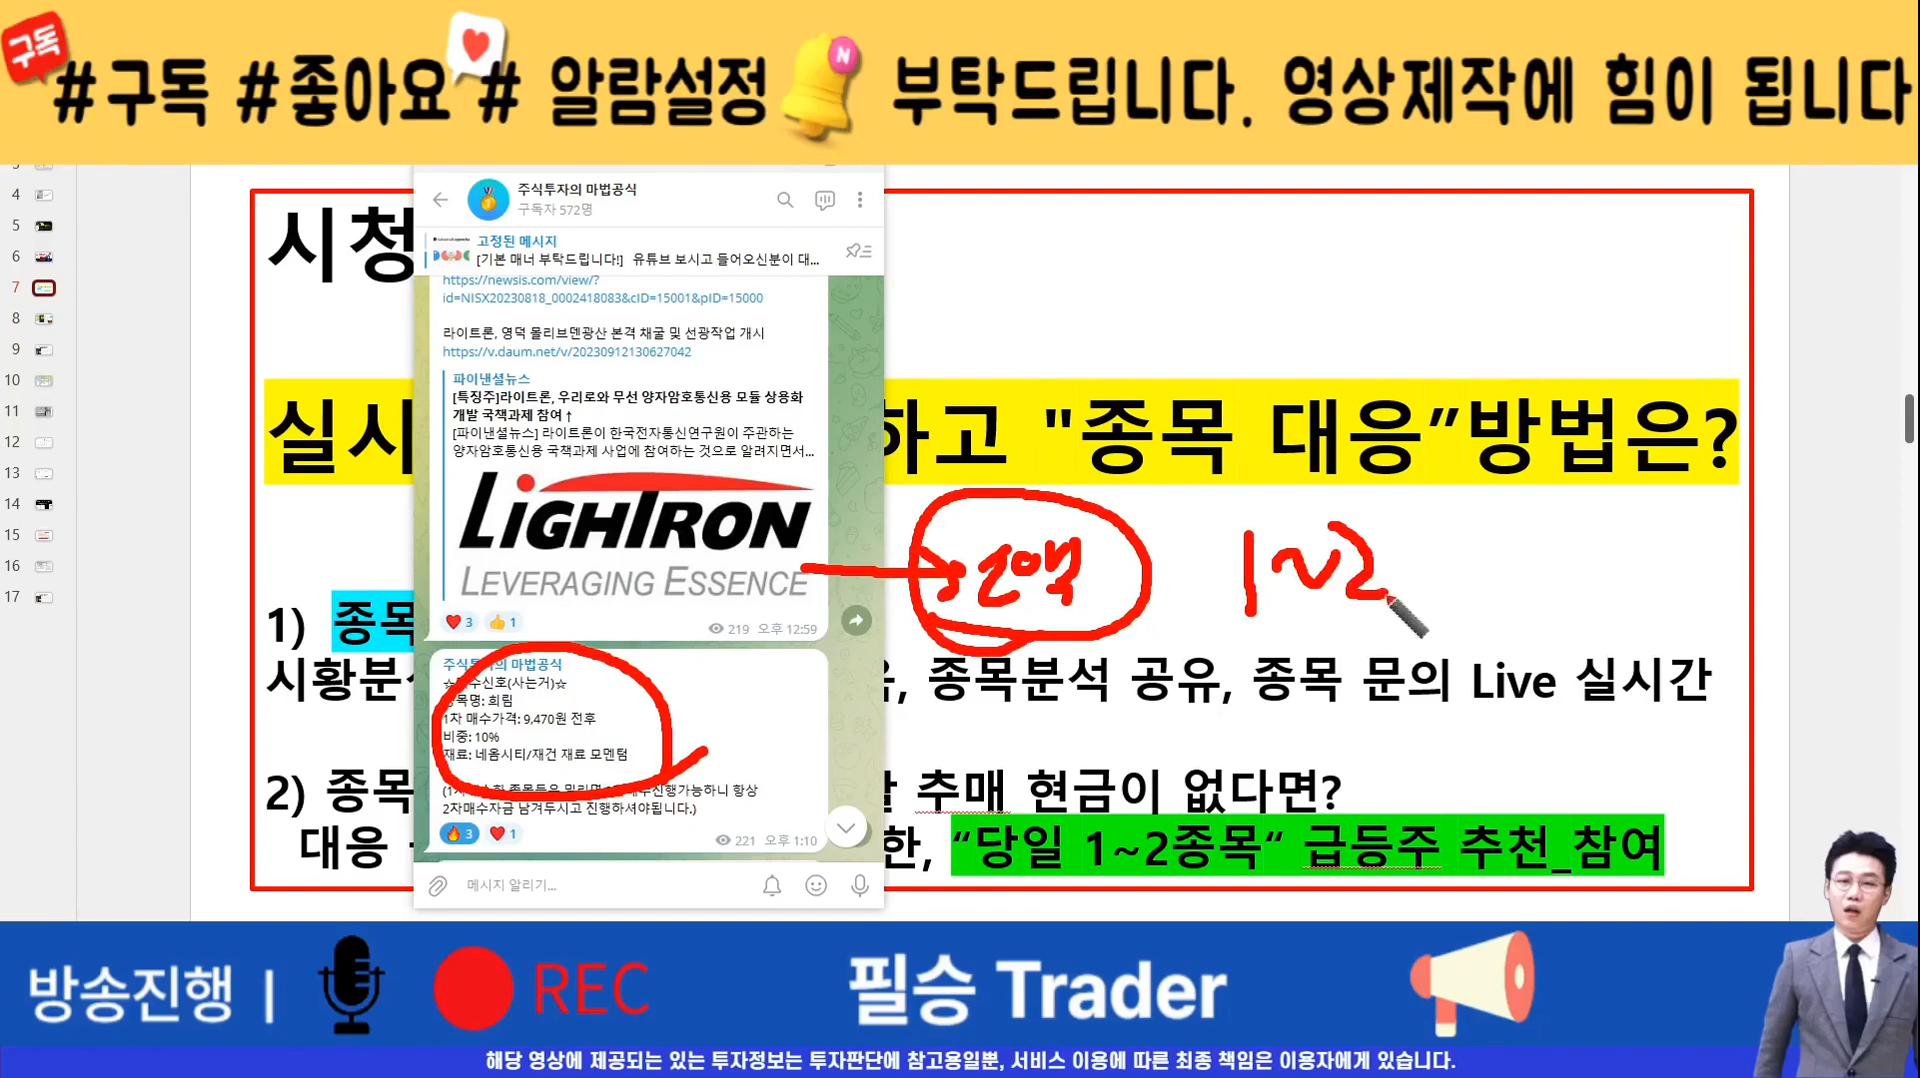 구독
#구독 #좋아요 # 알람설정 N 부탁드립니다. 영상제작에 힘이 됩니다
4
5
6
7
8
9
10
11
12
13
14
15
16
17
시청
실시
하고 "종목 대응”방법은?
1) 종목
시황분석
, 종목분석 공유, 종목 문의 Live 실시간
2) 종목
추매 현금이 없다면?
대응
한, “당일 1~2종목“ 급등주 추천_참여
주식투자의 마법공식
구독자 572명
고정된 메시지
[기본 매너 부탁드립니다!] 유튜브 보시고 들어오신분이 대...
https://newsis.com/view/?
id=NISX20230818_0002418083&cID=15001&pID=15000
라이트론, 영덕 몰리브덴광산 본격 채굴 및 선광작업 개시
https://v.daum.net/v/20230912130627042
파이낸셜뉴스
[특징주]라이트론, 우리로와 무선 양자암호통신용 모듈 상용화
개발 국책과제 참여↑
[파이낸셜뉴스] 라이트론이 한국전자통신연구원이 주관하는
양자암호통신용 국책과제 사업에 참여하는 것으로 알려지면서...
LIGHTRON
LEVERAGING ESSENCE
3 1
219 오후 12:59
주식투자의 마법공식
☆매수신호(사는거)☆
종목명: 희림
1차 매수가격: 9,470원 전후
비중: 10%
재료: 네옴시티/재건 재료 모멘텀
2차매수자금 남겨두시고 진행하셔야됩니다.)
3 1
221 오후 1:10
메시지 알리기...
1~2
방송진행 |
REC
필승 Trader
해당 영상에 제공되는 있는 투자정보는 투자판단에 참고용일뿐, 서비스 이용에 따른 최종 책임은 이용자에게 있습니다.